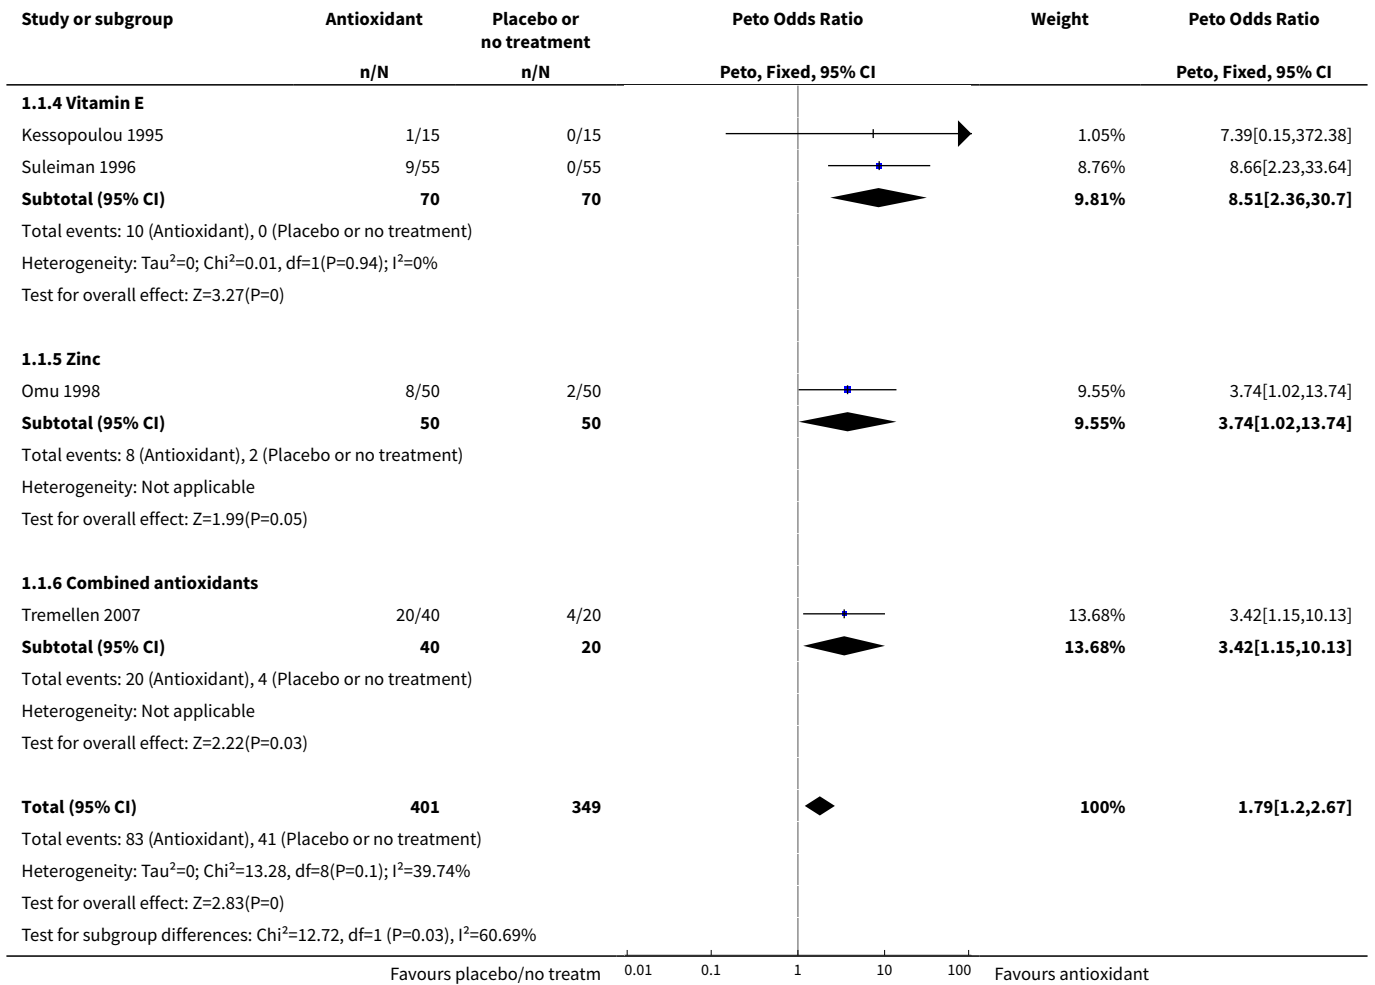 Study or subgroup Antioxidant Placebo or no treatment Peto Odds Ratio Weight Peto Odds Ratio
n/N n/N Peto, Fixed, 95% CI Peto, Fixed, 95% CI
1.1.4 Vitamin E
Kessopoulou 1995 1/15 0/15 1.05% 7.39[0.15,372.38]
Suleiman 1996 9/55 0/55 8.76% 8.66[2.23,33.64]
Subtotal (95% CI) 70 70 9.81% 8.51[2.36,30.7]
Total events: 10 (Antioxidant), 0 (Placebo or no treatment)
Heterogeneity: Tau²=0; Chi²=0.01, df=1(P=0.94); I²=0%
Test for overall effect: Z=3.27(P=0)
1.1.5 Zinc
Omu 1998 8/50 2/50 9.55% 3.74[1.02,13.74]
Subtotal (95% CI) 50 50 9.55% 3.74[1.02,13.74]
Total events: 8 (Antioxidant), 2 (Placebo or no treatment)
Heterogeneity: Not applicable
Test for overall effect: Z=1.99(P=0.05)
1.1.6 Combined antioxidants
Tremellen 2007 20/40 4/20 13.68% 3.42[1.15,10.13]
Subtotal (95% CI) 40 20 13.68% 3.42[1.15,10.13]
Total events: 20 (Antioxidant), 4 (Placebo or no treatment)
Heterogeneity: Not applicable
Test for overall effect: Z=2.22(P=0.03)
Total (95% CI) 401 349 100% 1.79[1.2,2.67]
Total events: 83 (Antioxidant), 41 (Placebo or no treatment)
Heterogeneity: Tau²=0; Chi²=13.28, df=8(P=0.1); I²=39.74%
Test for overall effect: Z=2.83(P=0)
Test for subgroup differences: Chi²=12.72, df=1 (P=0.03), I²=60.69%
Favours placebo/no treatm 0.01 0.1 1 10 100 Favours antioxidant